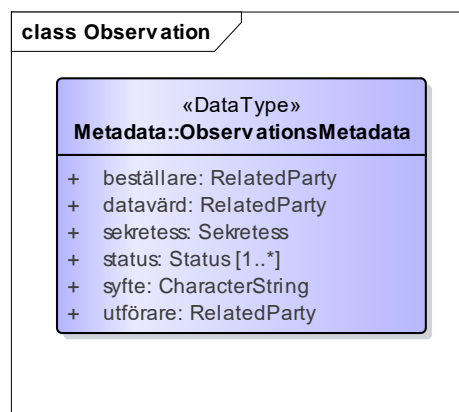 class Observation
«DataType»
Metadata::ObservationsMetadata
+ beställare: RelatedParty
+ datavärd: RelatedParty
+ sekretess: Sekretess
+ status: Status [1..*]
+ syfte: CharacterString
+ utförare: RelatedParty